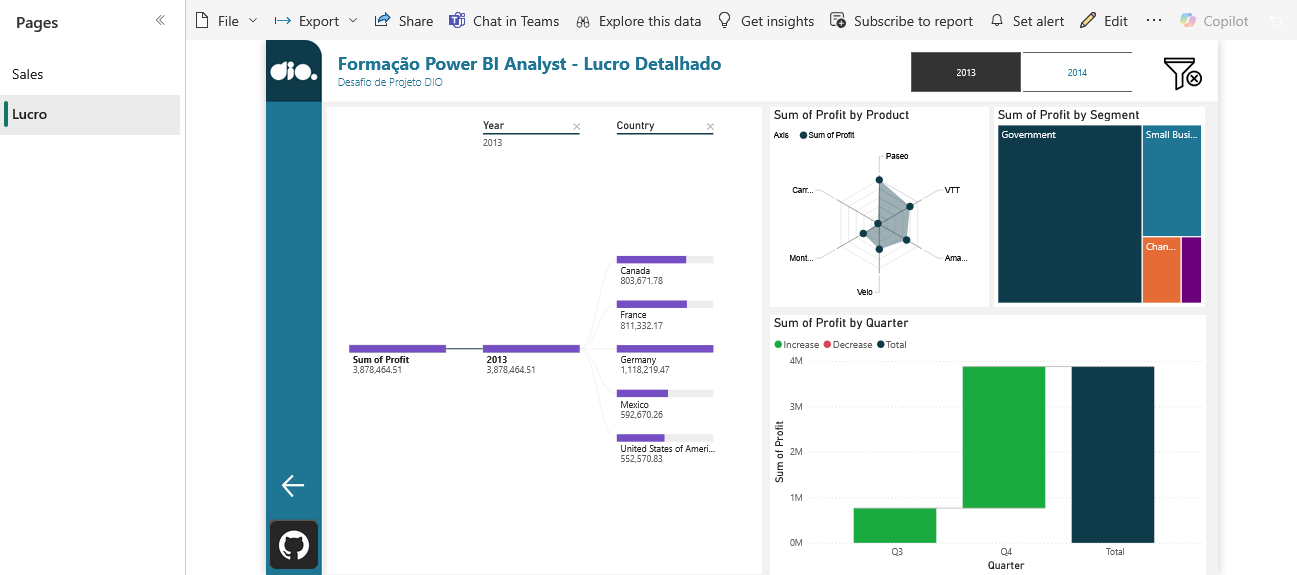 Pages
Sales
Lucro
File
Export
Share
Chat in Teams
Explore this data
Get insights
Subscribe to report
Set alert
Edit
Copilot
dio.
Formação Power BI Analyst - Lucro Detalhado
Desafio de Projeto DIO
2013
2014
Year
2013
Country
Sum of Profit
3,878,464.51
2013
3,878,464.51
Canada
803,671.78
France
811,332.17
Germany
1,118,219.47
Mexico
592,670.26
United States of Ameri...
552,570.83
Sum of Profit by Product
Axis Sum of Profit
Paseo
VTT
Ama...
Velo
Mont...
Carr...
Sum of Profit by Segment
Government
Small Busi...
Chan...
Sum of Profit by Quarter
Increase Decrease Total
Sum of Profit
4M
3M
2M
1M
0M
Q3 Q4 Total
Quarter